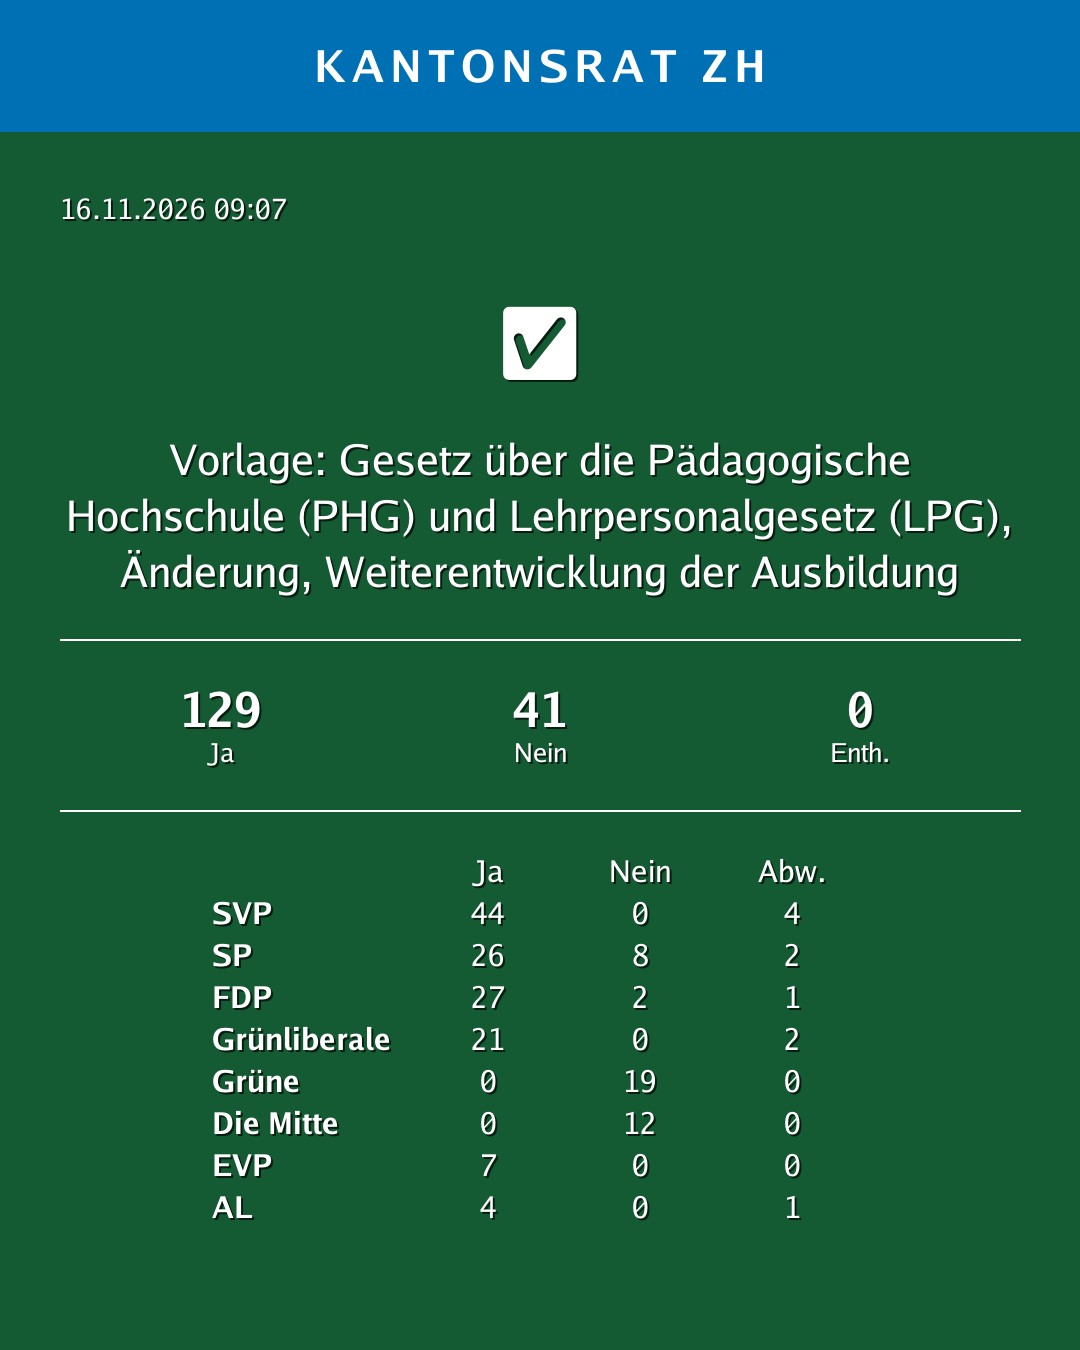 KANTONSRAT ZH
16.11.2026 09:07
Vorlage: Gesetz über die Pädagogische
Hochschule (PHG) und Lehrpersonalgesetz (LPG),
Änderung, Weiterentwicklung der Ausbildung
129 41 0
Ja Nein Enth.
Ja Nein Abw.
SVP 44 0 4
SP 26 8 2
FDP 27 2 1
Grünliberale 21 0 2
Grüne 0 19 0
Die Mitte 0 12 0
EVP 7 0 0
AL 4 0 1